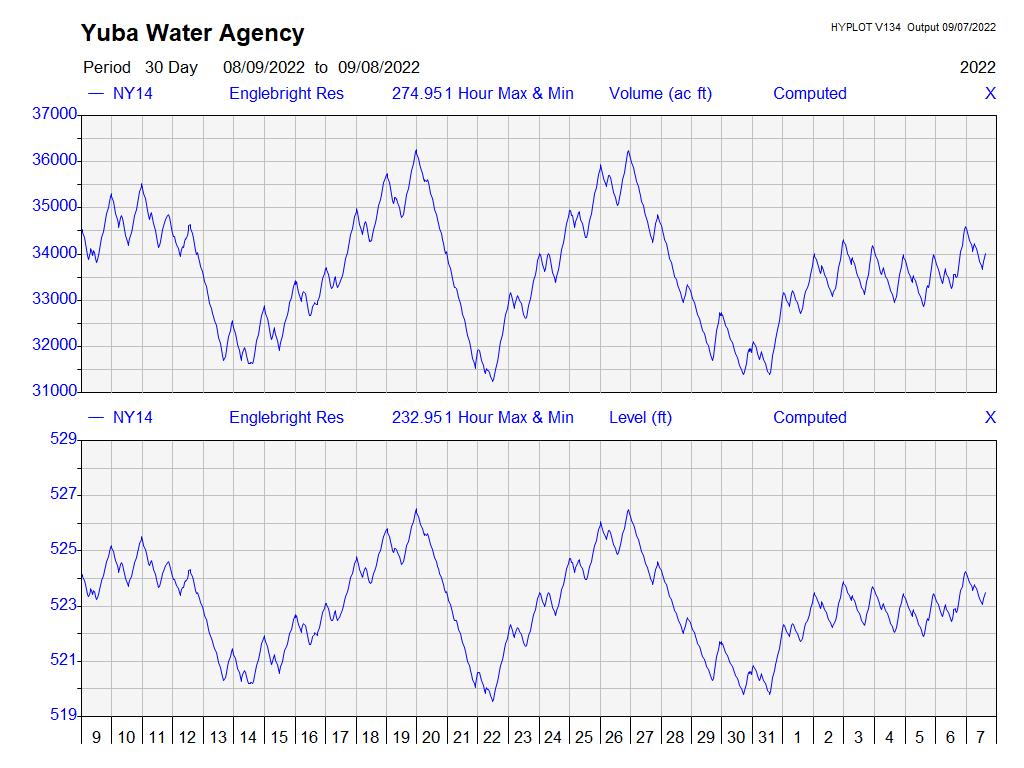 Yuba Water Agency
HYPLOT V134 Output 09/07/2022
Period 30 Day 08/09/2022 to 09/08/2022 2022
NY14 Englebright Res 274.951 Hour Max & Min Volume (ac ft) Computed X
37000
36000
35000
34000
33000
32000
31000
NY14 Englebright Res 232.951 Hour Max & Min Level (ft) Computed X
529
527
525
523
521
519
9 10 11 12 13 14 15 16 17 18 19 20 21 22 23 24 25 26 27 28 29 30 31 1 2 3 4 5 6 7